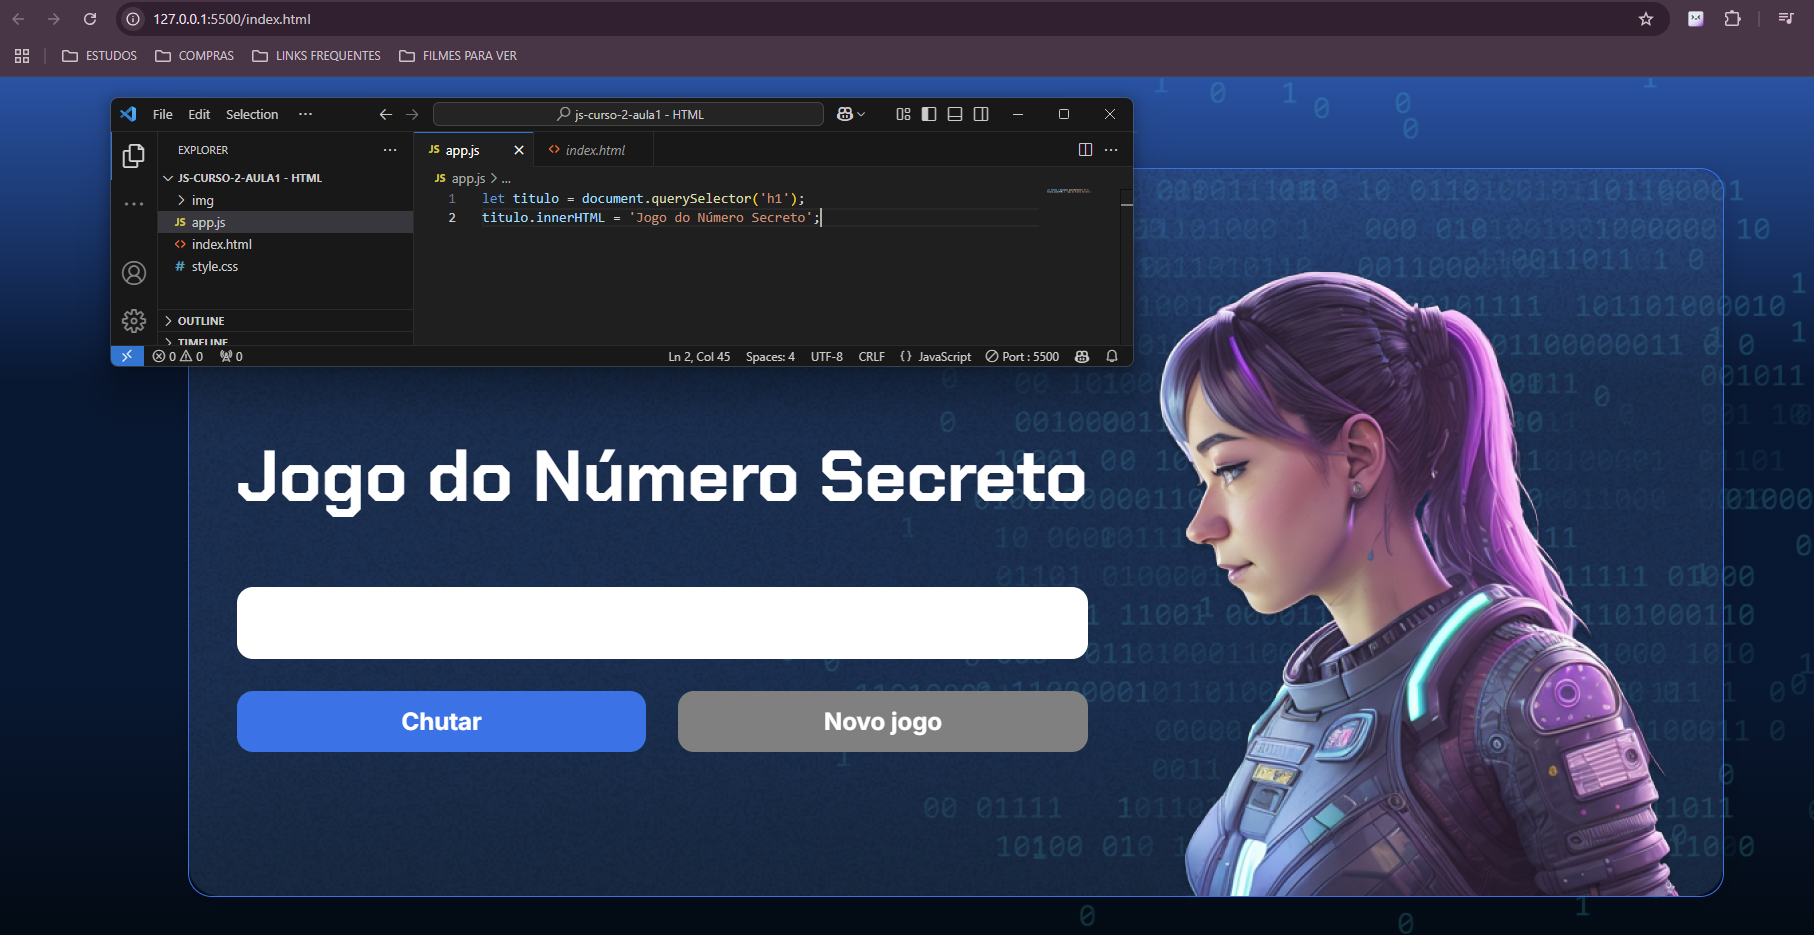 127.0.0.1:5500/index.html
ESTUDOS COMPRAS LINKS FREQUENTES FILMES PARA VER
File Edit Selection ··· js-curso-2-aula1 - HTML
EXPLORER ···
JS app.js
<> index.html
JS-CURSO-2-AULA1 - HTML
JS app.js > ...
img
JS app.js
<> index.html
# style.css
OUTLINE
TIMELINE
1 let titulo = document.querySelector('h1');
2 titulo.innerHTML = 'Jogo do Número Secreto';
0 0 0 Ln 2, Col 45 Spaces: 4 UTF-8 CRLF {} JavaScript Port : 5500
Jogo do Número Secreto
Chutar
Novo jogo